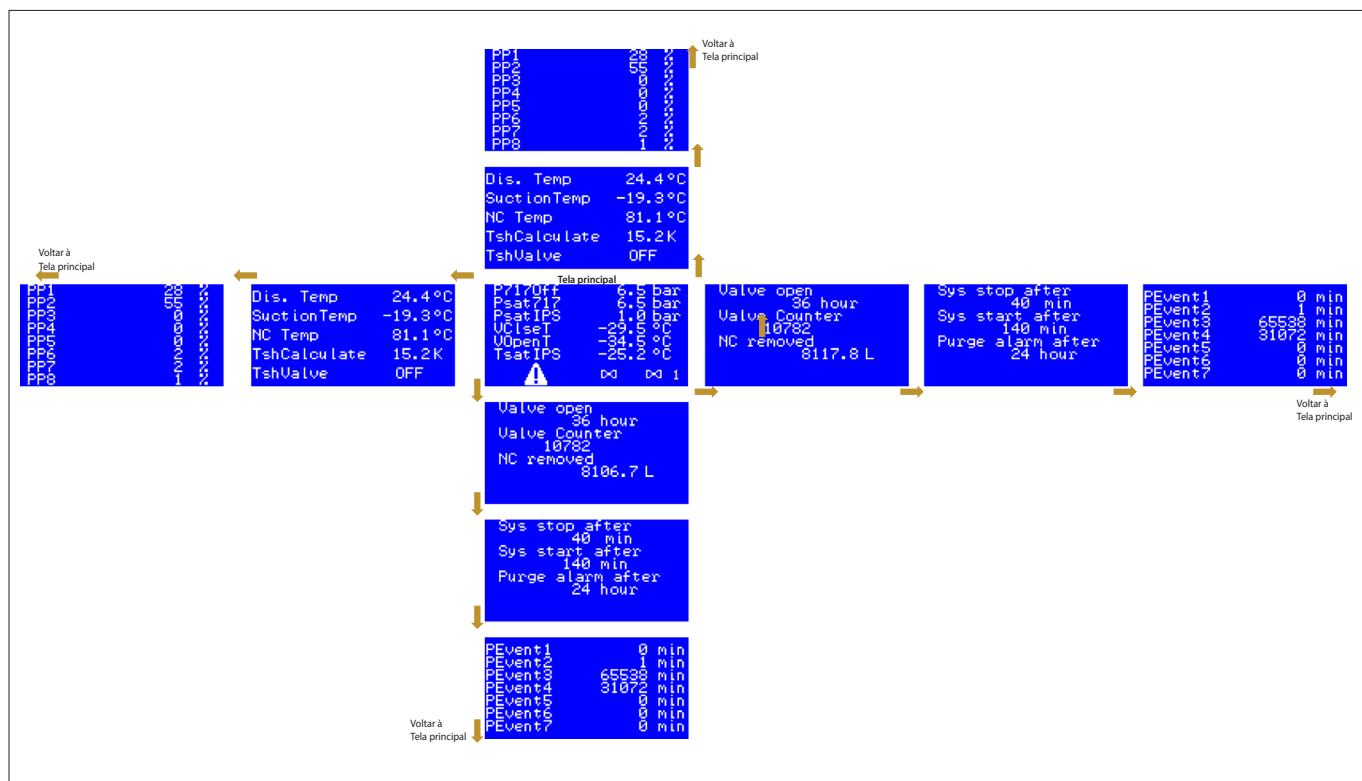 Voltar à
Tela principal
PP1 28 %
PP2 55 %
PP3 0 %
PP4 0 %
PP5 0 %
PP6 2 %
PP7 2 %
PP8 1 %
Dis. Temp 24.4°C
SuctionTemp -19.3°C
NC Temp 81.1°C
TshCalculate 15.2K
TshValve OFF
Voltar à
Tela principal
PP1 28 %
PP2 55 %
PP3 0 %
PP4 0 %
PP5 0 %
PP6 2 %
PP7 2 %
PP8 1 %
Dis. Temp 24.4°C
SuctionTemp -19.3°C
NC Temp 81.1°C
TshCalculate 15.2K
TshValve OFF
Tela principal
P717Off 6.5 bar
Psat717 6.5 bar
PsatIPS 1.0 bar
VClseT -29.5 °C
VOpenT -34.5 °C
TsatIPS -25.2 °C
1
Valve open
36 hour
Valve Counter
10782
NC removed
8117.8 L
Sys stop after
40 min
Sys start after
140 min
Purge alarm after
24 hour
PEvent1 0 min
PEvent2 1 min
PEvent3 65538 min
PEvent4 31072 min
PEvent5 0 min
PEvent6 0 min
PEvent7 0 min
Voltar à
Tela principal
Valve open
36 hour
Valve Counter
10782
NC removed
8106.7 L
Sys stop after
40 min
Sys start after
140 min
Purge alarm after
24 hour
PEvent1 0 min
PEvent2 1 min
PEvent3 65538 min
PEvent4 31072 min
PEvent5 0 min
PEvent6 0 min
PEvent7 0 min
Voltar à
Tela principal